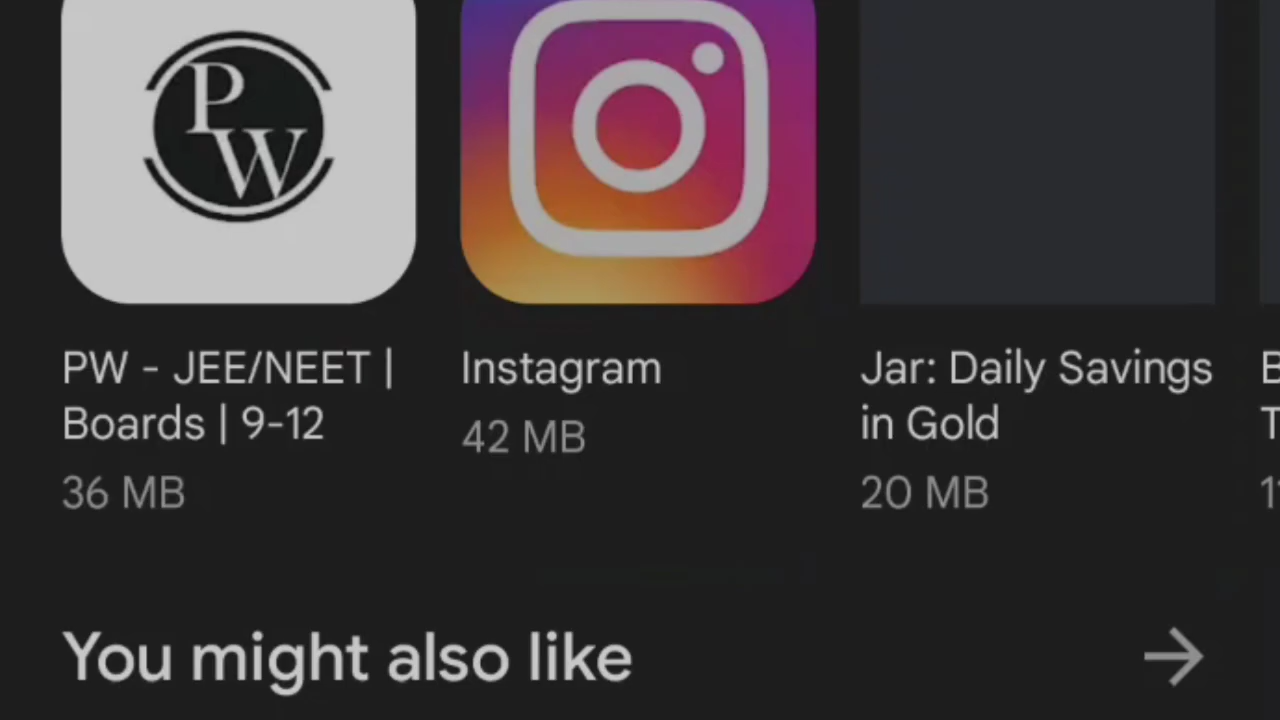 PW
PW - JEE/NEET |
Boards | 9-12
36 MB
Instagram
42 MB
Jar: Daily Savings
in Gold
20 MB
You might also like